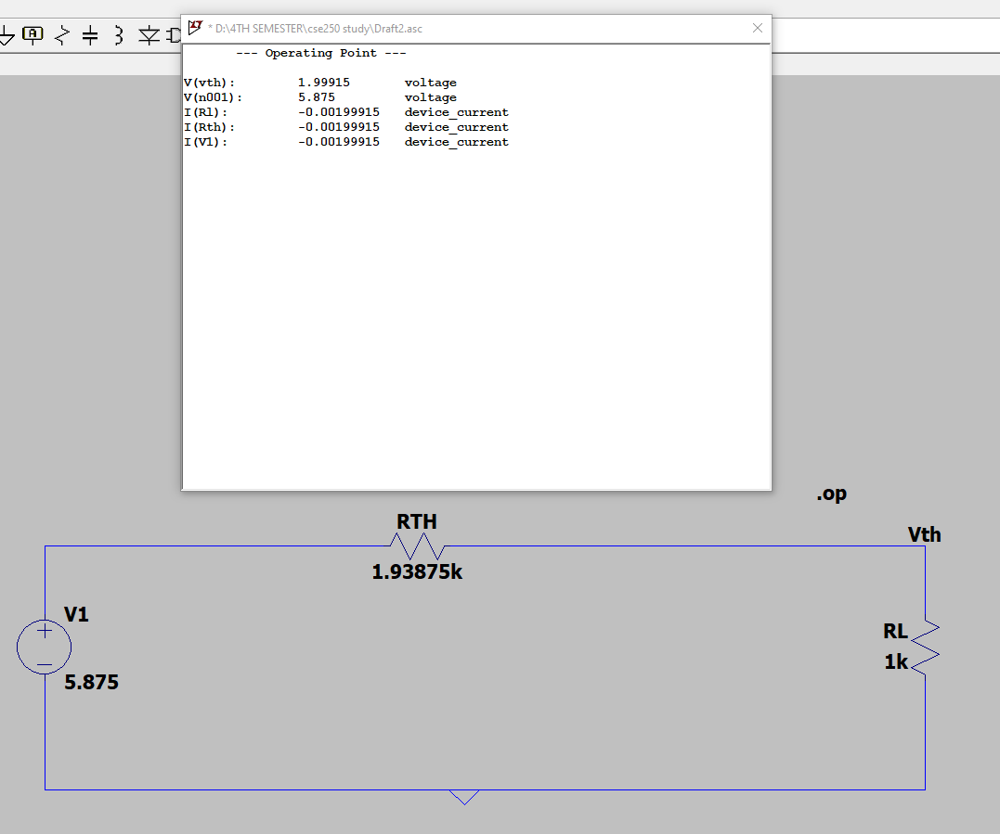 * D:\4TH SEMESTER\cse250 study\Draft2.asc
A
--- Operating Point ---
V(vth): 1.99915 voltage
V(n001): 5.875 voltage
I(Rl): -0.00199915 device_current
I(Rth): -0.00199915 device_current
I(V1): -0.00199915 device_current
.op
RTH
Vth
1.93875k
V1
RL
1k
5.875